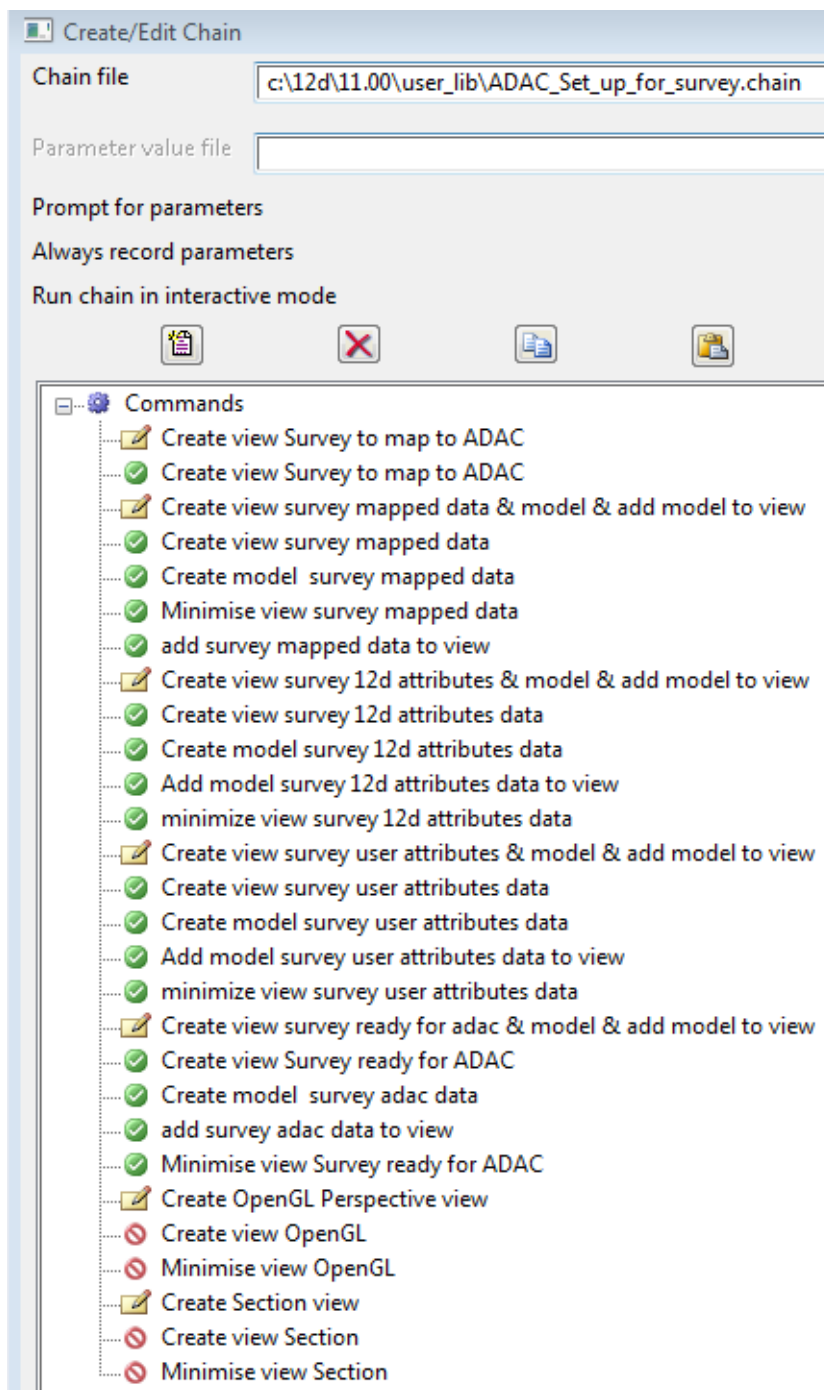 Create/Edit Chain
Chain file
c:\12d\11.00\user_lib\ADAC_Set_up_for_survey.chain
Parameter value file
Prompt for parameters
Always record parameters
Run chain in interactive mode
Commands
Create view Survey to map to ADAC
Create view Survey to map to ADAC
Create view survey mapped data & model & add model to view
Create view survey mapped data
Create model  survey mapped data
Minimise view survey mapped data
add survey mapped data to view
Create view survey 12d attributes & model & add model to view
Create view survey 12d attributes data
Create model survey 12d attributes data
Add model survey 12d attributes data to view
minimize view survey 12d attributes data
Create view survey user attributes & model & add model to view
Create view survey user attributes data
Create model survey user attributes data
Add model survey user attributes data to view
minimize view survey user attributes data
Create view survey ready for adac & model & add model to view
Create view Survey ready for ADAC
Create model  survey adac data
add survey adac data to view
Minimise view Survey ready for ADAC
Create OpenGL Perspective view
Create view OpenGL
Minimise view OpenGL
Create Section view
Create view Section
Minimise view Section